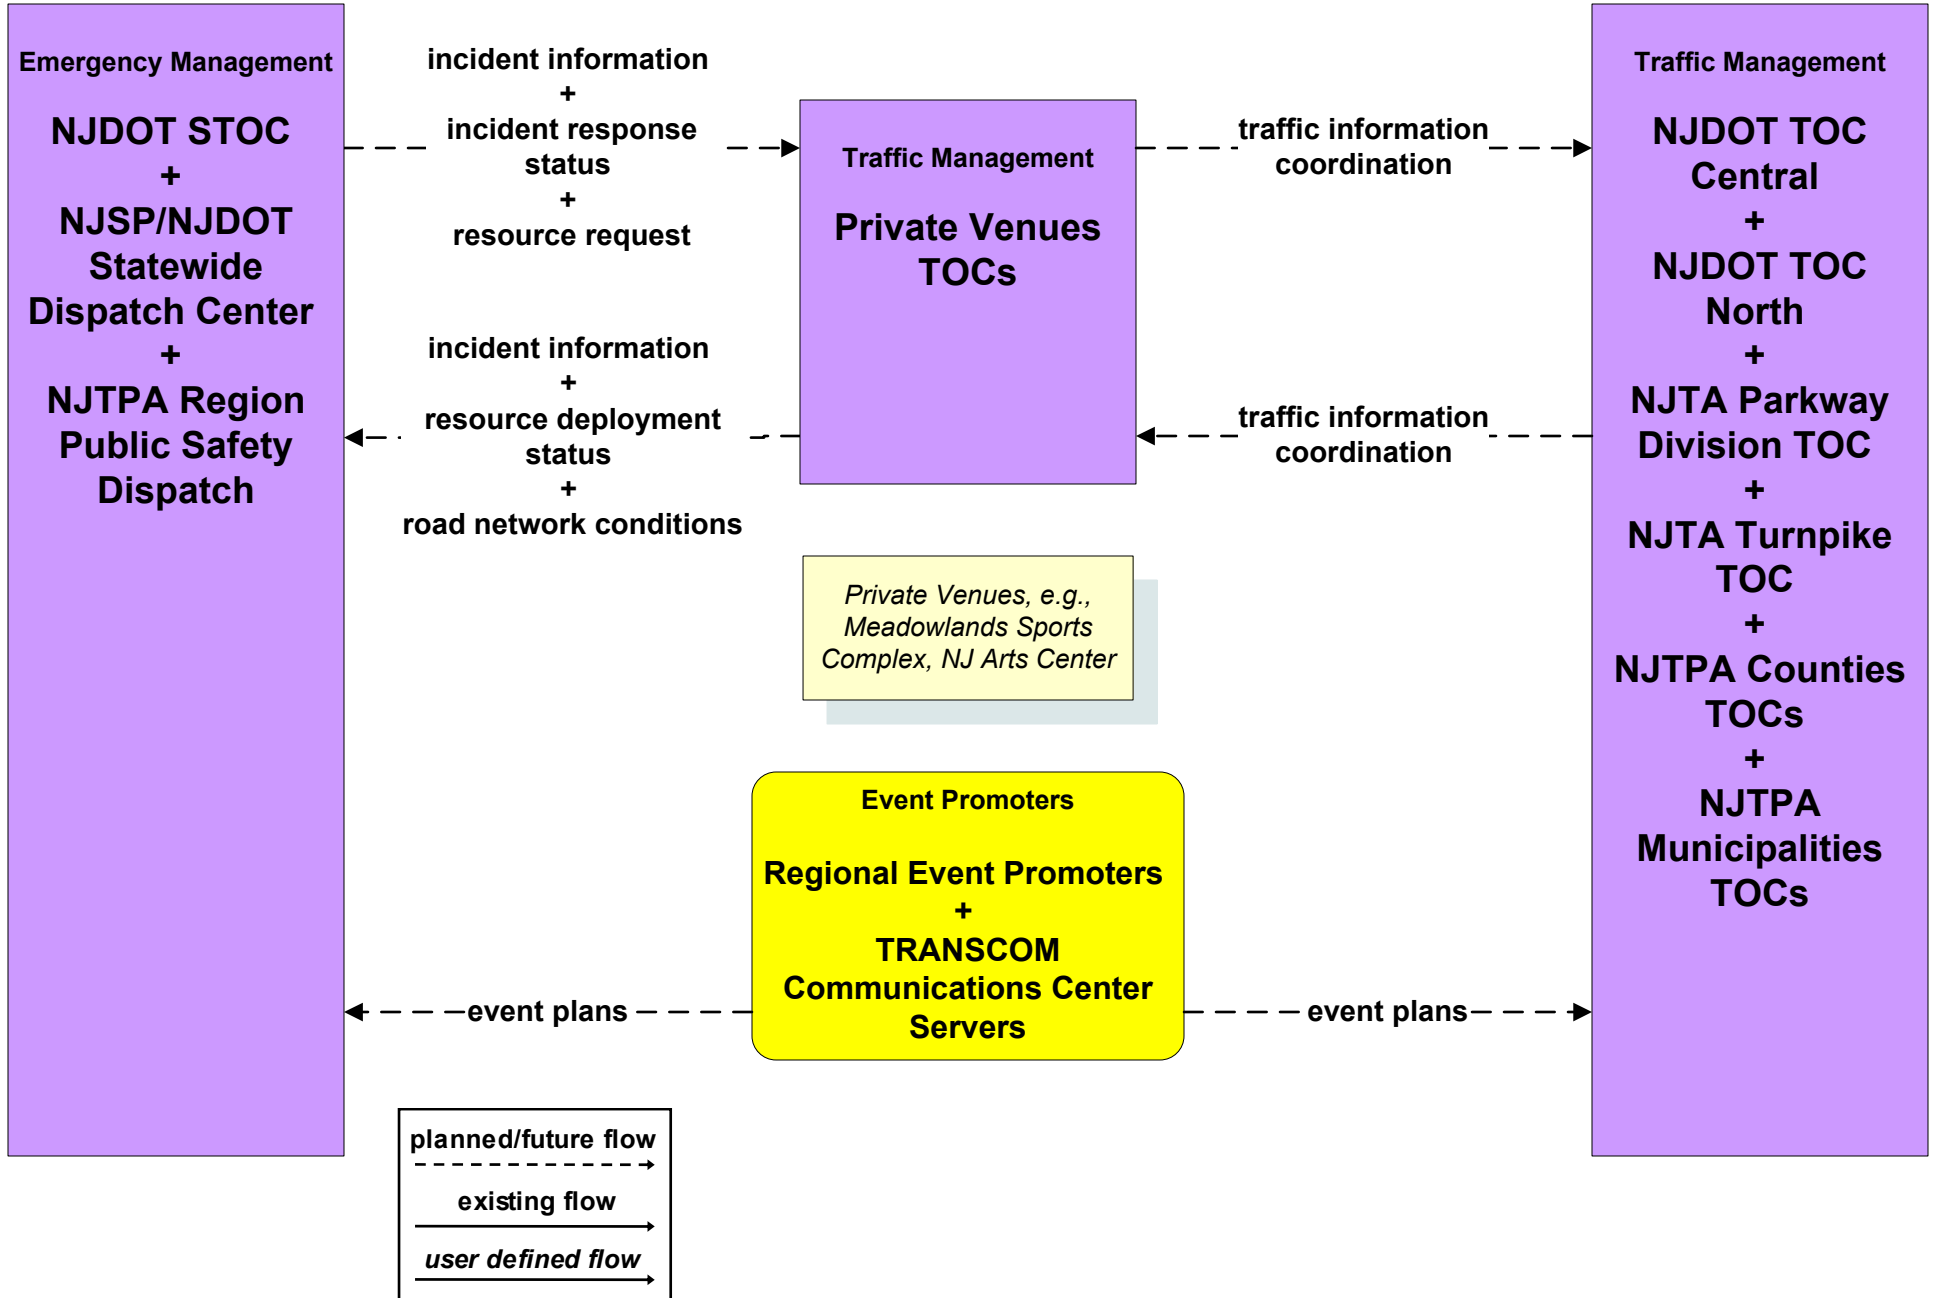 Emergency Management
NJDOT STOC
+
NJSP/NJDOT
Statewide
Dispatch Center
+
NJTPA Region
Public Safety
Dispatch
incident information
+
incident response
status
+
resource request
incident information
+
resource deployment
status
+
road network conditions
Traffic Management
Private Venues
TOCs
traffic information
coordination
traffic information
coordination
Traffic Management
NJDOT TOC
Central
+
NJDOT TOC
North
+
NJTA Parkway
Division TOC
+
NJTA Turnpike
TOC
+
NJTPA Counties
TOCs
+
NJTPA
Municipalities
TOCs
Private Venues, e.g.,
Meadowlands Sports
Complex, NJ Arts Center
Event Promoters
Regional Event Promoters
+
TRANSCOM
Communications Center
Servers
event plans
event plans
planned/future flow
existing flow
user defined flow